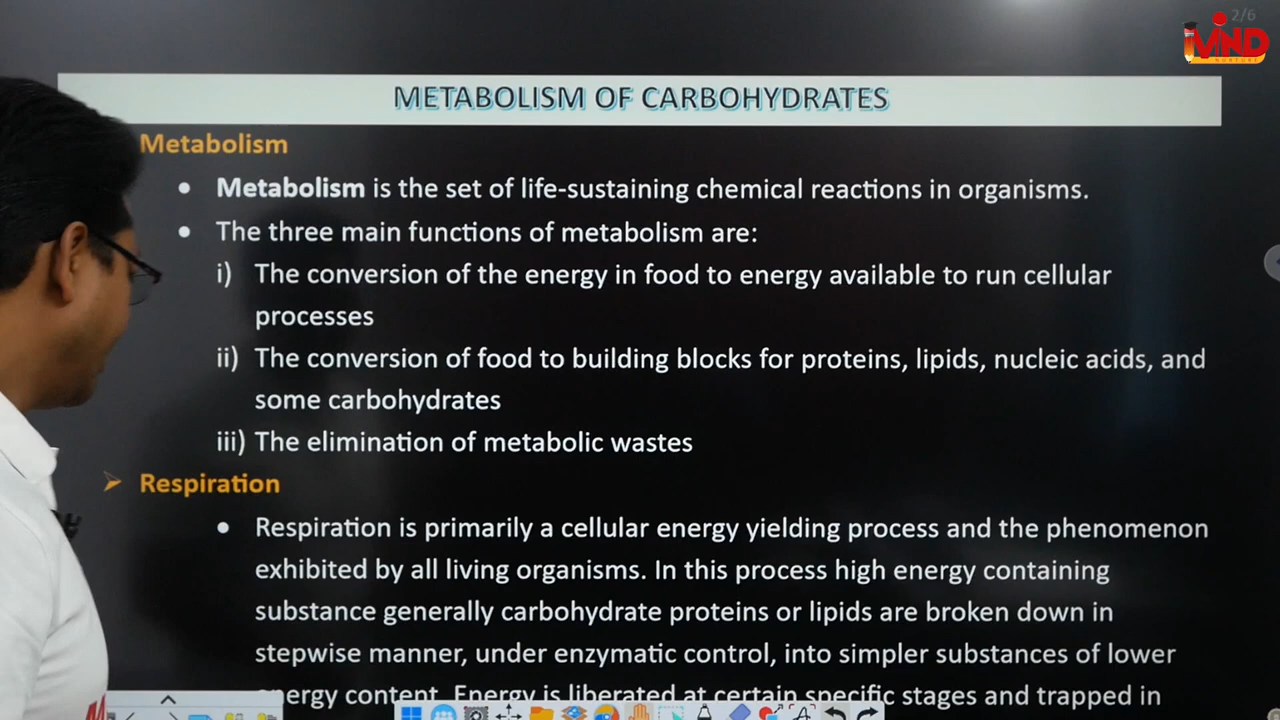 2/6
MIND
NURTURE
METABOLISM OF CARBOHYDRATES
Metabolism
• Metabolism is the set of life-sustaining chemical reactions in organisms.
• The three main functions of metabolism are:
i) The conversion of the energy in food to energy available to run cellular
processes
ii) The conversion of food to building blocks for proteins, lipids, nucleic acids, and
some carbohydrates
iii) The elimination of metabolic wastes
➤ Respiration
• Respiration is primarily a cellular energy yielding process and the phenomenon
exhibited by all living organisms. In this process high energy containing
substance generally carbohydrate proteins or lipids are broken down in
stepwise manner, under enzymatic control, into simpler substances of lower
energy content. Energy is liberated at certain specific stages and trapped in